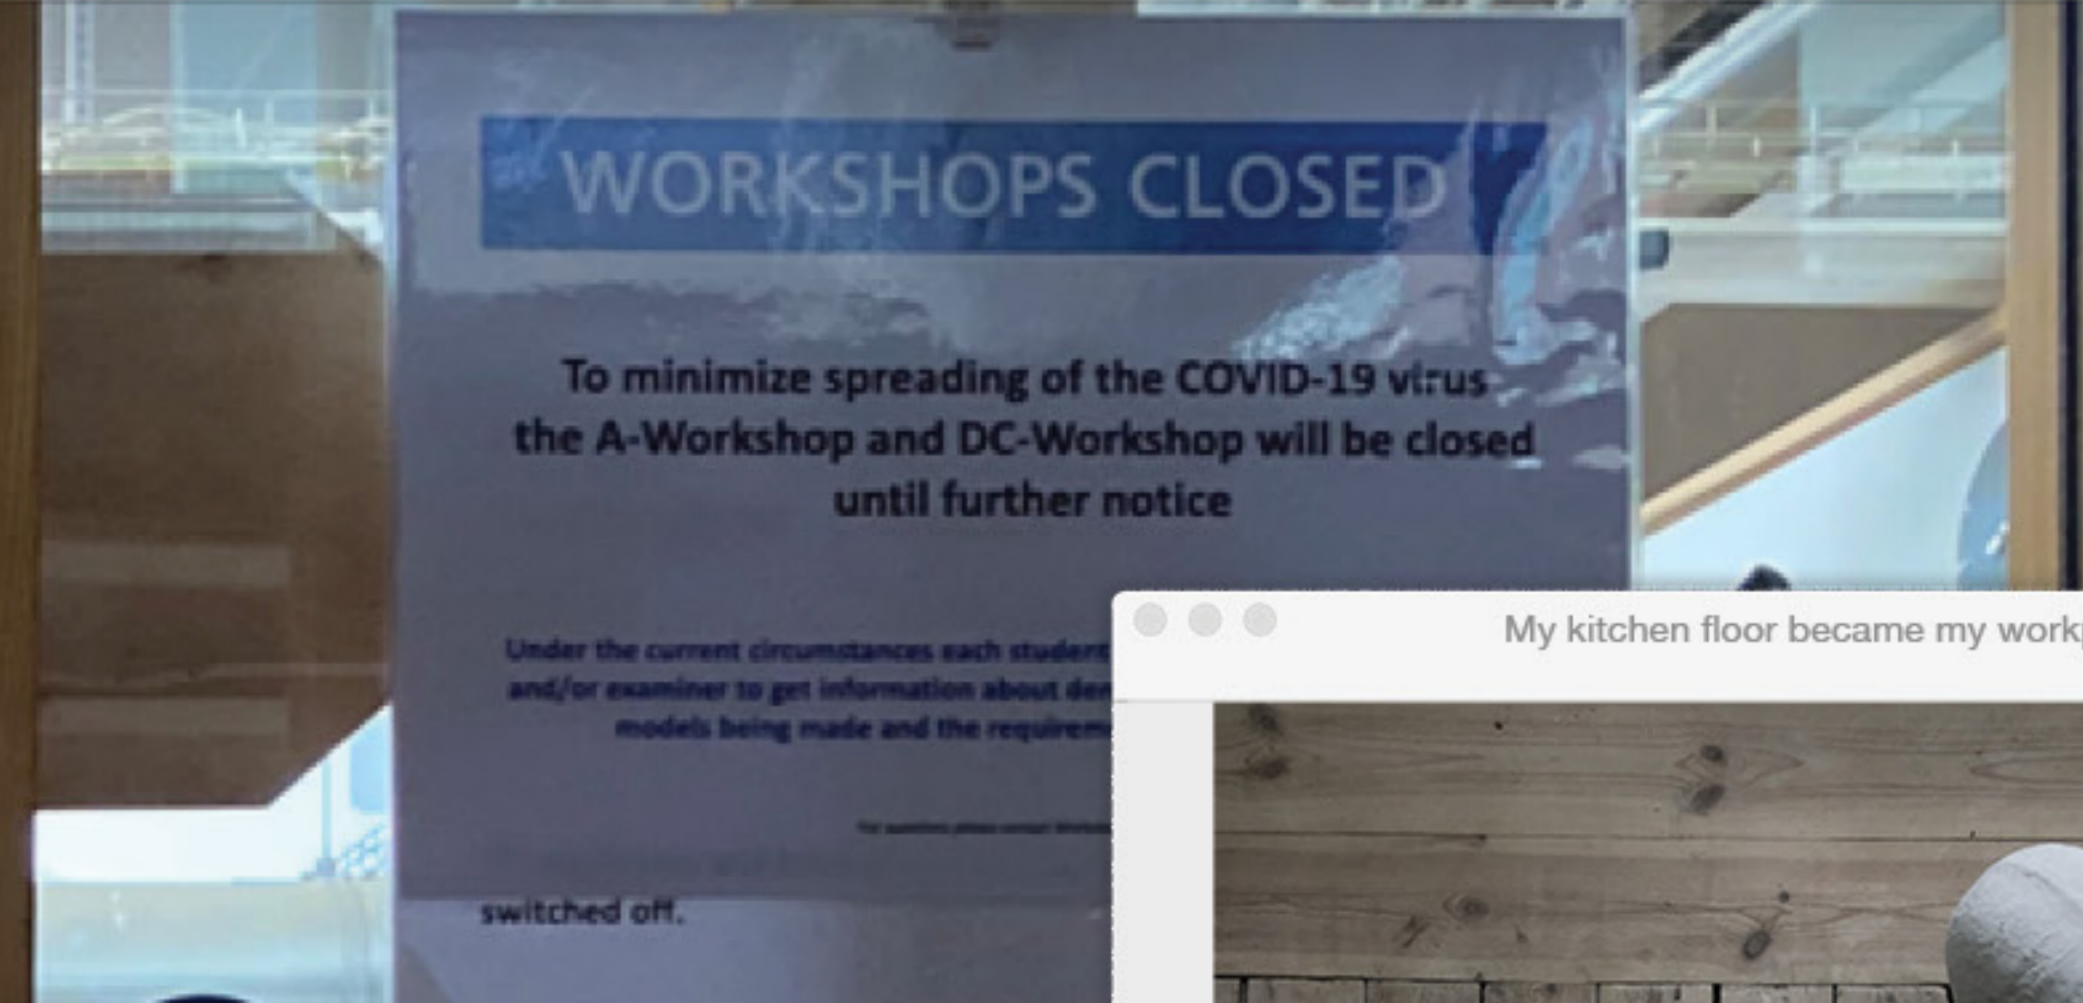 WORKSHOPS CLOSED
To minimize spreading of the COVID-19 virus
the A-Workshop and DC-Workshop will be closed
until further notice
Under the current circumstances each student
and/or examiner to get information about
models being made and the
switched off.
My kitchen floor became my